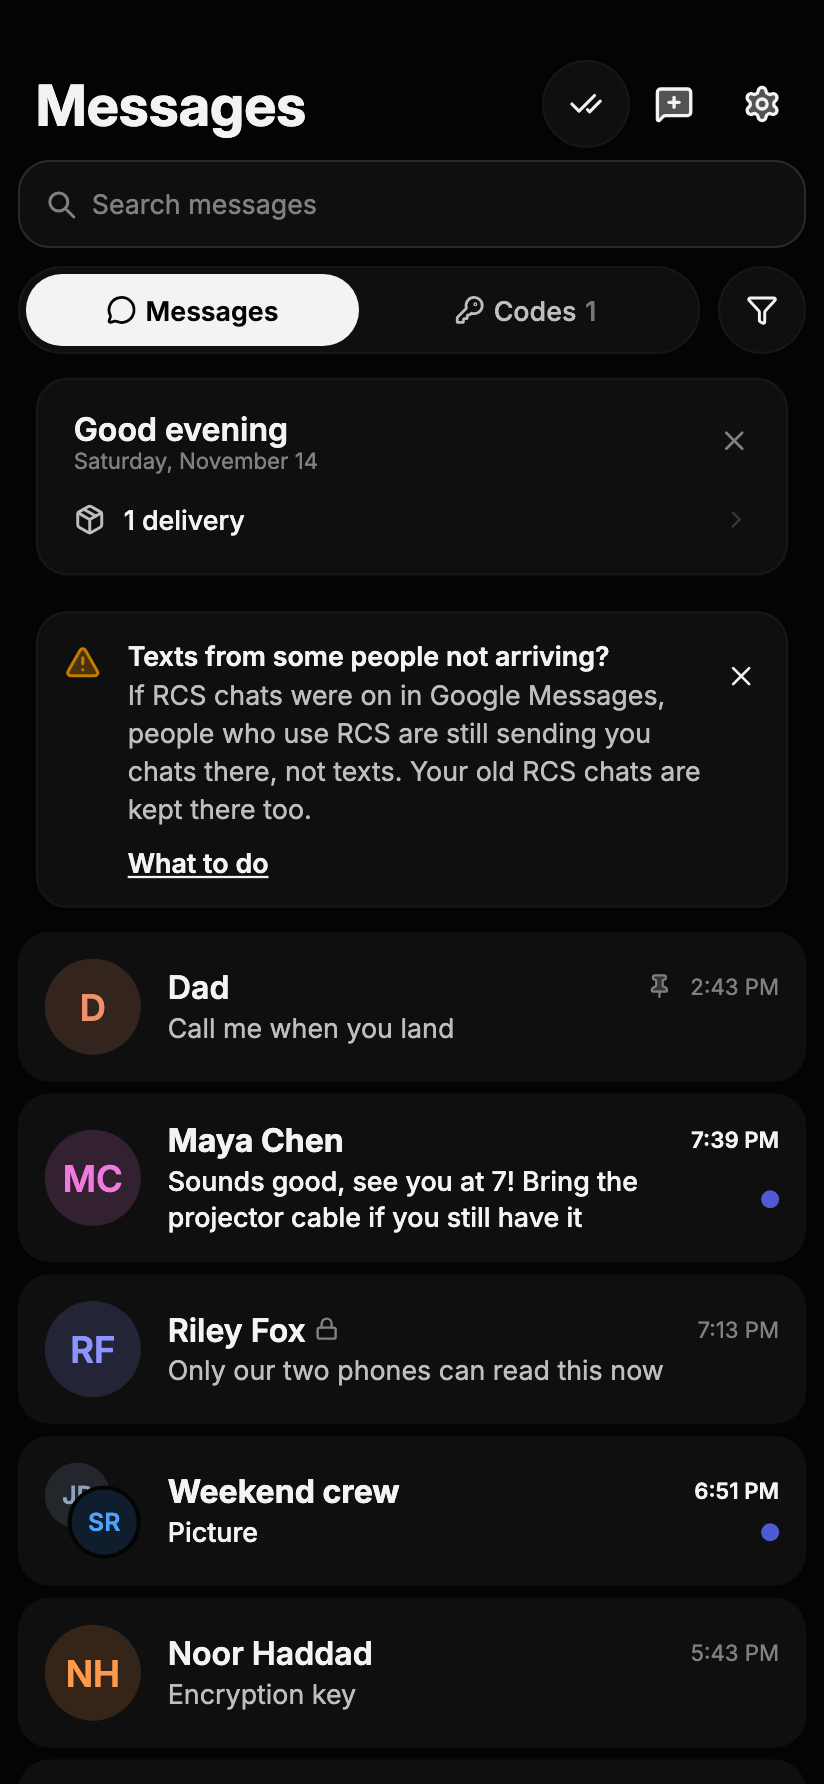 Messages
Search messages
Messages
Codes 1
Good evening
Saturday, November 14
1 delivery
Texts from some people not arriving?
If RCS chats were on in Google Messages,
people who use RCS are still sending you
chats there, not texts. Your old RCS chats are
kept there too.
What to do
D
Dad
2:43 PM
Call me when you land
MC
Maya Chen
7:39 PM
Sounds good, see you at 7! Bring the
projector cable if you still have it
RF
Riley Fox
7:13 PM
Only our two phones can read this now
SR
Weekend crew
6:51 PM
Picture
NH
Noor Haddad
5:43 PM
Encryption key